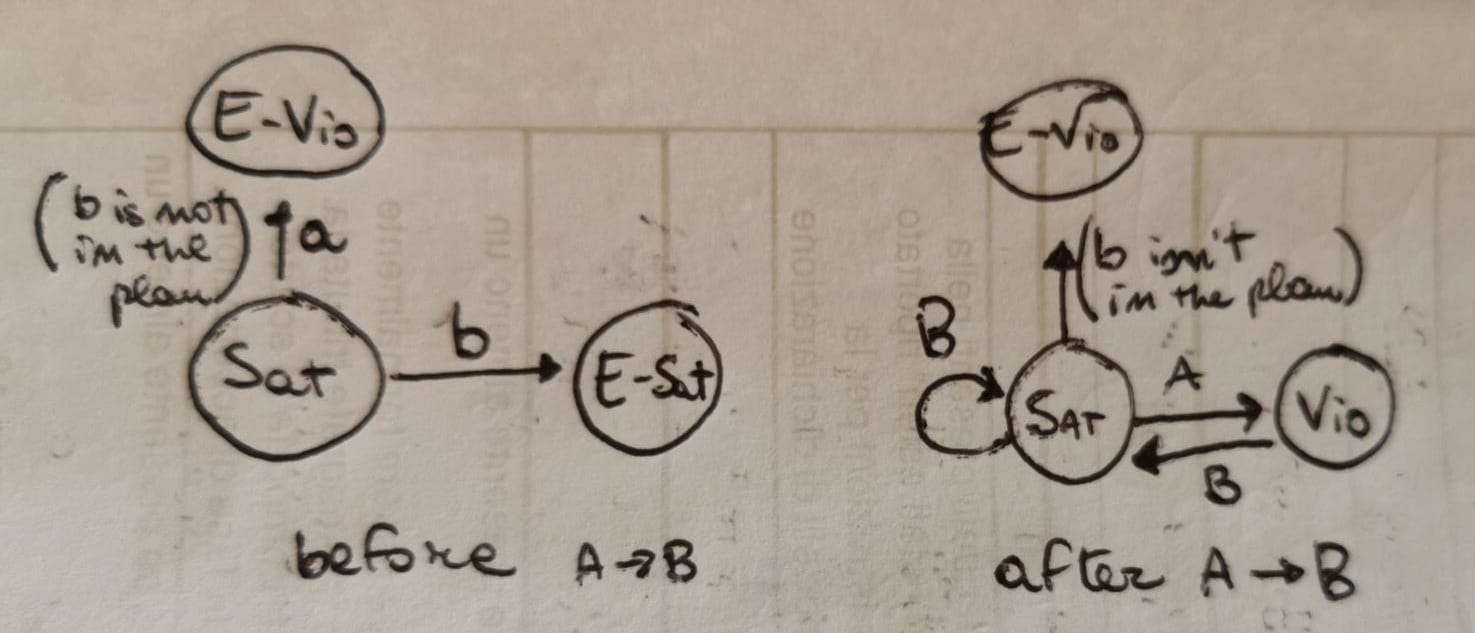 E-Vio
(b is not
in the
plan)
a
Sat
b
E-Sat
before A→B
E-Vio
(b isn't
in the plan)
B
SAT
A
Vio
B
after A→B